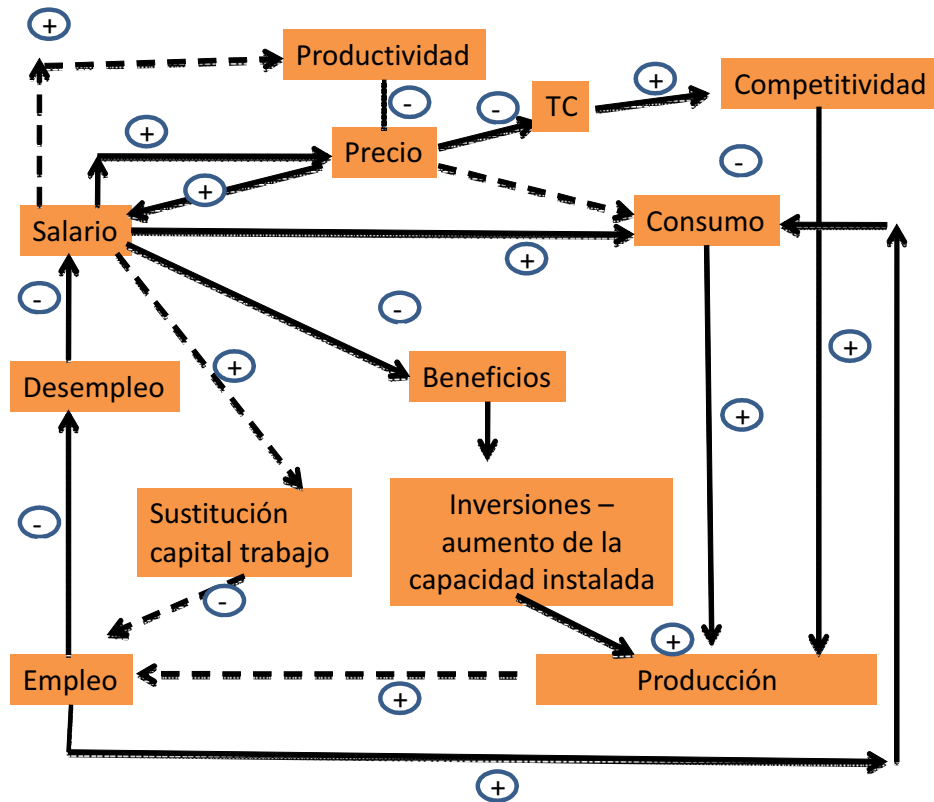 +
Productividad
-
-
TC
+
Competitividad
+
Precio
-
+
Salario
Consumo
+
-
-
+
+
Desempleo
Beneficios
+
-
Sustitución
capital trabajo
Inversiones –
aumento de la
capacidad instalada
-
+
Empleo
Producción
+
+